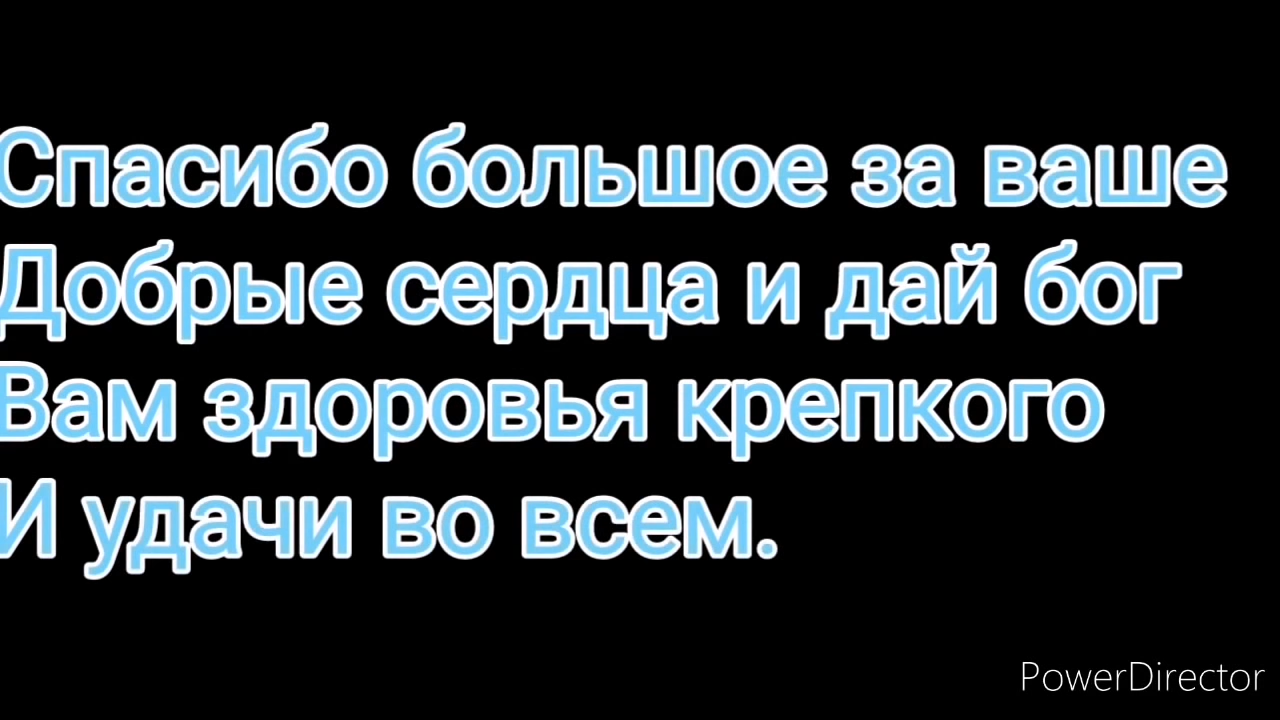 Спасибо большое за ваше
Добрые сердца и дай бог
Вам здоровья крепкого
И удачи во всем.
PowerDirector